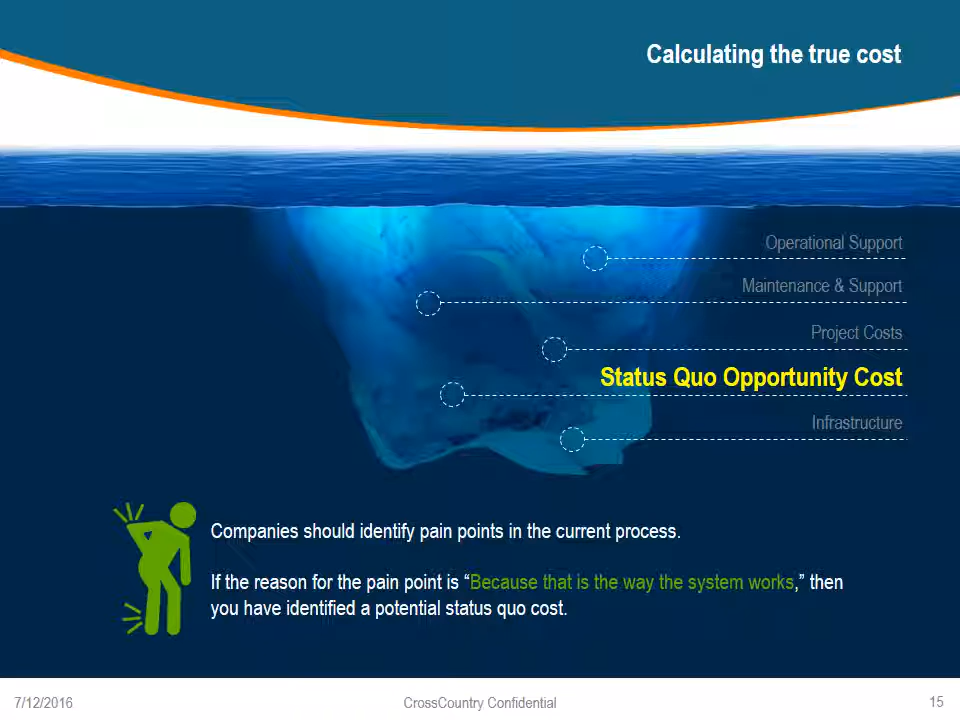 Calculating the true cost
Operational Support
Maintenance & Support
Project Costs
Status Quo Opportunity Cost
Infrastructure
Companies should identify pain points in the current process.
If the reason for the pain point is “Because that is the way the system works,” then
you have identified a potential status quo cost.
7/12/2016
CrossCountry Confidential
15